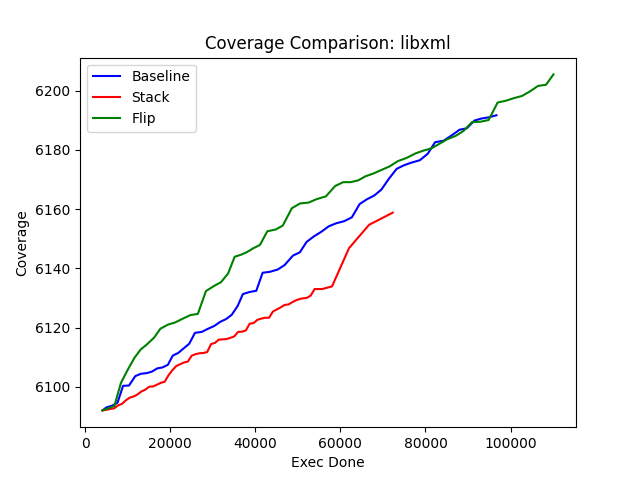 Coverage Comparison: libxml
Baseline
Stack
Flip
6200
6180
6160
6140
6120
6100
Coverage
0 20000 40000 60000 80000 100000
Exec Done